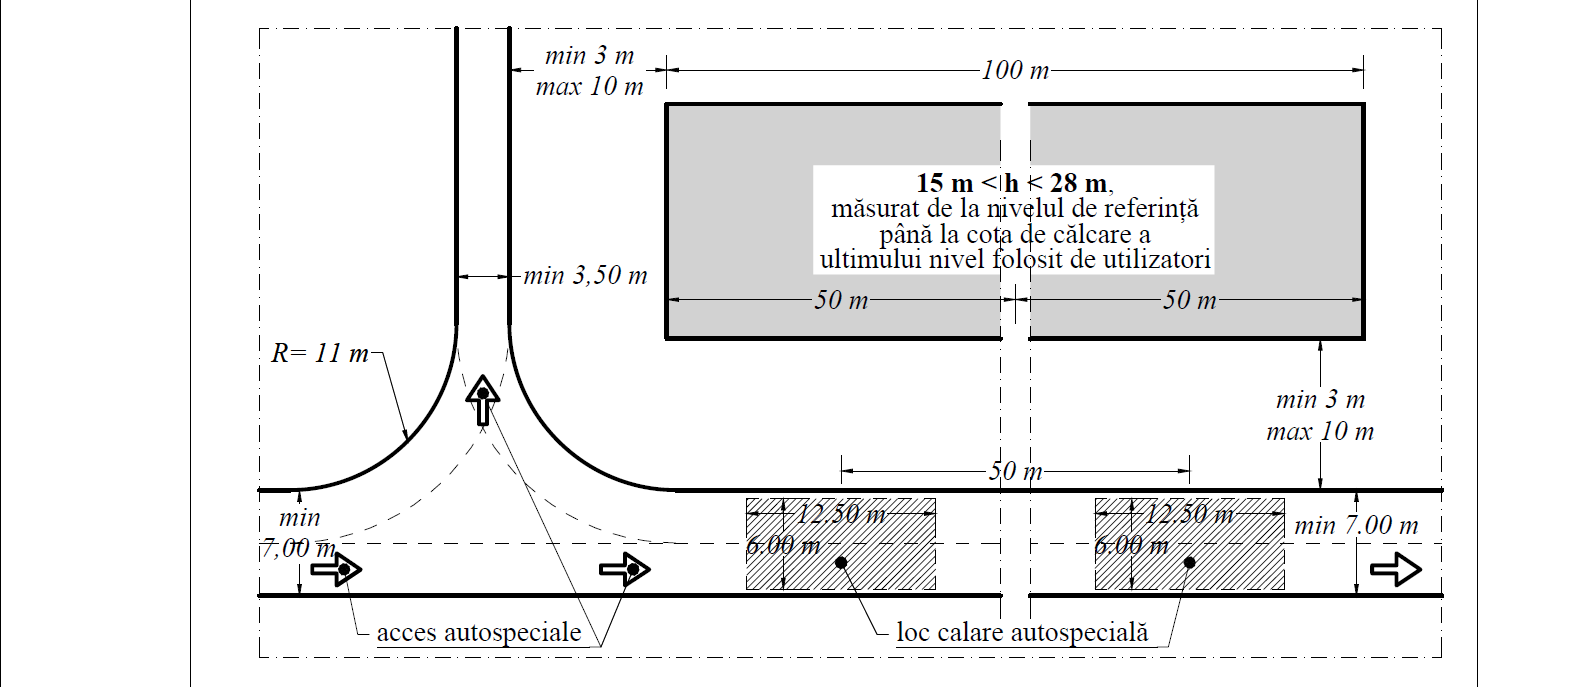 min 3 m
max 10 m
100 m
15 m < h < 28 m,
măsurat de la nivelul de referință
până la cota de călcare a
ultimului nivel folosit de utilizatori
min 3,50 m
50 m
50 m
R= 11 m
min 3 m
max 10 m
50 m
min
7,00 m
12.50 m
6.00 m
12.50 m
6.00 m
min 7.00 m
acces autospeciale
loc calare autospecială